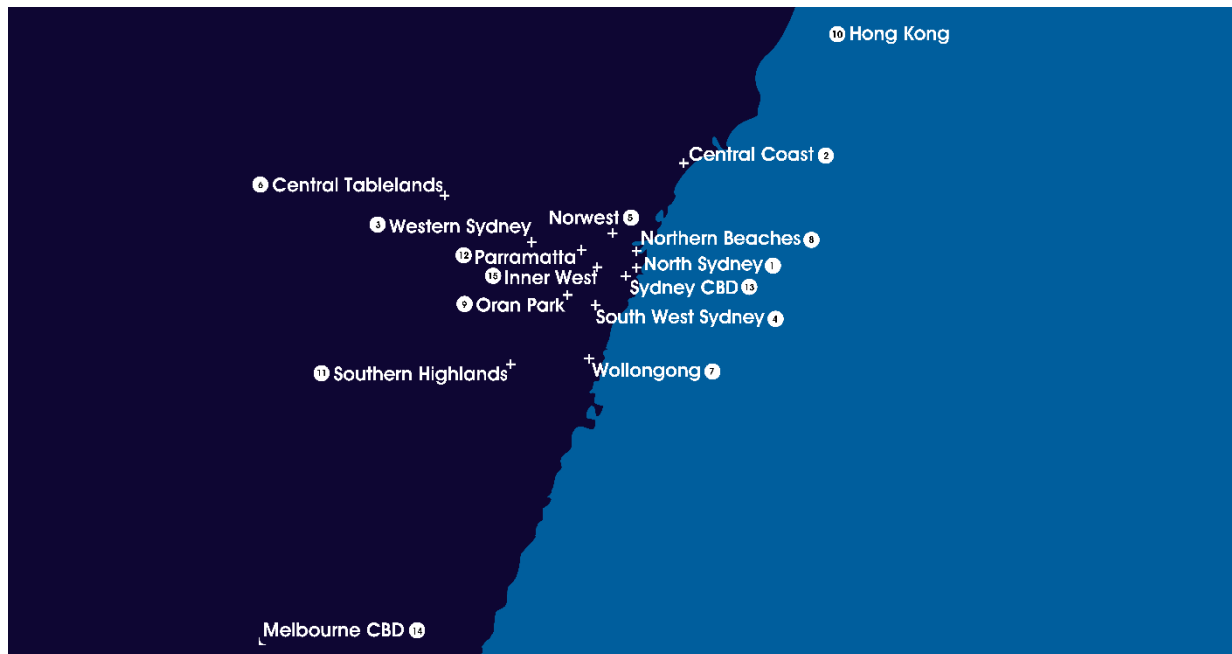 10 Hong Kong
Central Coast 2
6 Central Tablelands
Norwest 5
3 Western Sydney
Northern Beaches 8
12 Parramatta
North Sydney 1
15 Inner West
Sydney CBD 13
9 Oran Park
South West Sydney 4
Wollongong 7
11 Southern Highlands
Melbourne CBD 14